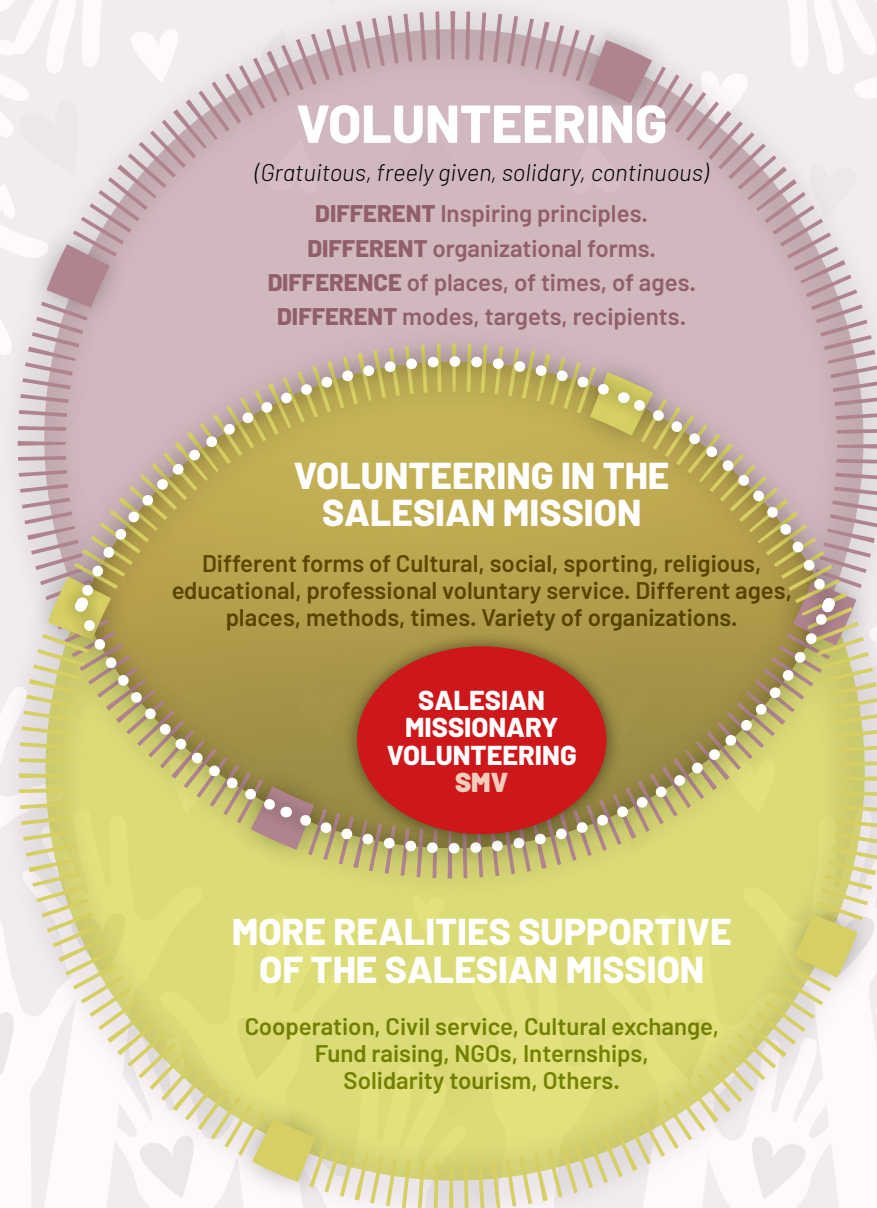 VOLUNTEERING
(Gratuitous, freely given, solidary, continuous)
DIFFERENT Inspiring principles.
DIFFERENT organizational forms.
DIFFERENCE of places, of times, of ages.
DIFFERENT modes, targets, recipients.
VOLUNTEERING IN THE
SALESIAN MISSION
Different forms of Cultural, social, sporting, religious,
educational, professional voluntary service. Different ages,
places, methods, times. Variety of organizations.
SALESIAN
MISSIONARY
VOLUNTEERING
SMV
MORE REALITIES SUPPORTIVE
OF THE SALESIAN MISSION
Cooperation, Civil service, Cultural exchange,
Fund raising, NGOs, Internships,
Solidarity tourism, Others.